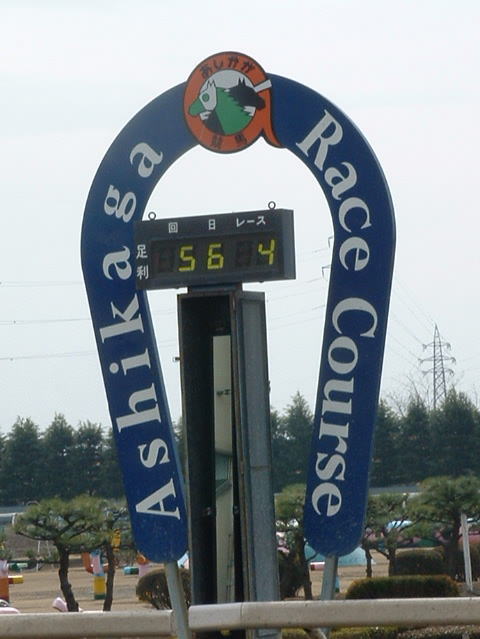 あしかが
競馬
Ashikaga
Race Course
回 日 レース
足利
5 6 4